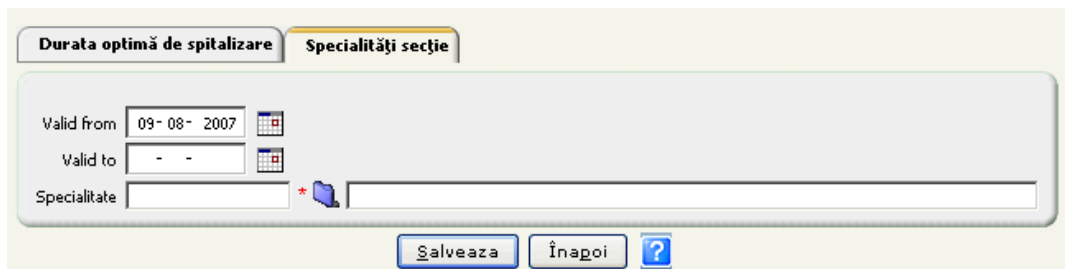 Durata optimă de spitalizare Specialităţi secţie
Valid from 09- 08- 2007
Valid to - -
Specialitate *
Salveaza Înapoi ?